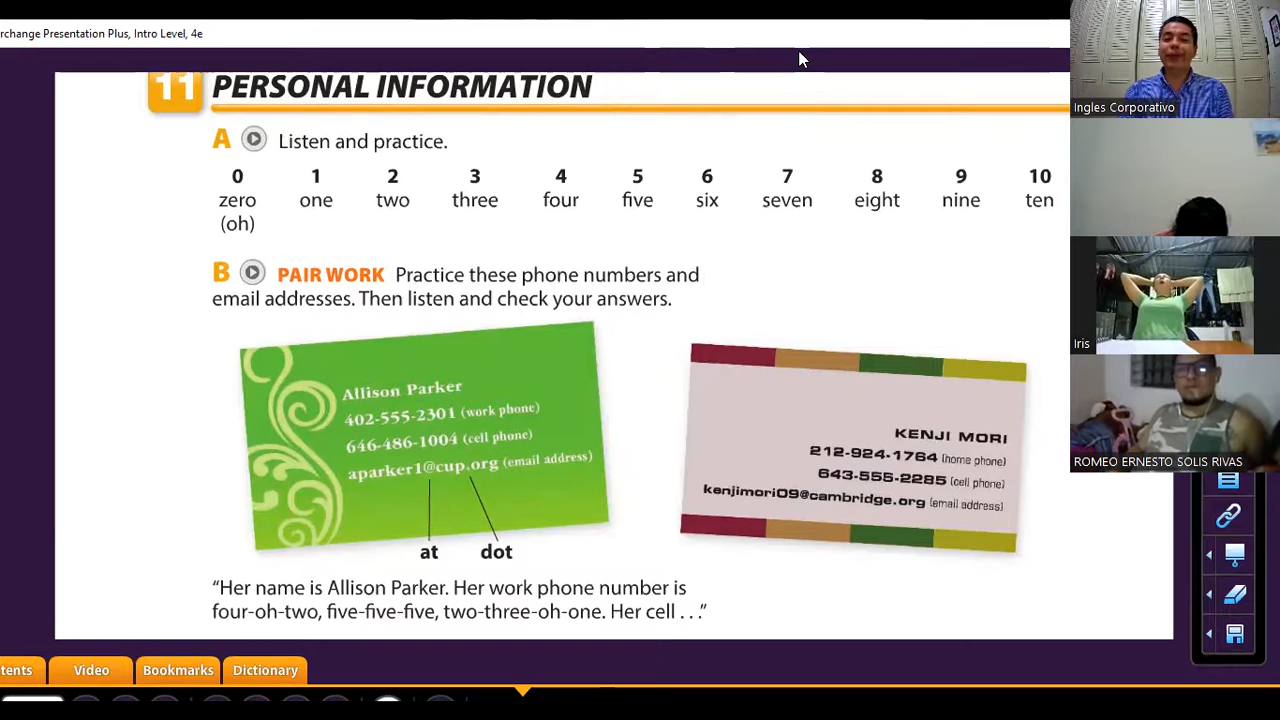 rchange Presentation Plus, Intro Level, 4e
11 PERSONAL INFORMATION
A Listen and practice.
0 1 2 3 4 5 6 7 8 9 10
zero one two three four five six seven eight nine ten
(oh)
B PAIR WORK Practice these phone numbers and
email addresses. Then listen and check your answers.
Allison Parker
402-555-2301 (work phone)
646-486-1004 (cell phone)
aparker1@cup.org (email address)
at dot
KENJI MORI
212-924-1764 (home phone)
643-555-2285 (cell phone)
kenjimori09@cambridge.org (email address)
“Her name is Allison Parker. Her work phone number is
four-oh-two, five-five-five, two-three-oh-one. Her cell . . .”
tents Video Bookmarks Dictionary
Ingles Corporativo
Iris
ROMEO ERNESTO SOLIS RIVAS